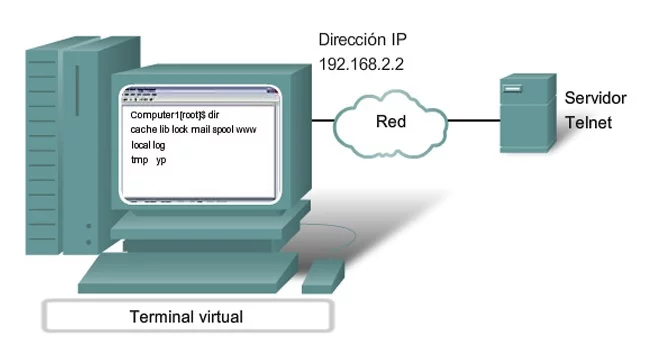 Dirección IP
192.168.2.2
Computer1[root]$ dir
cache lib lock mail spool www
local log
tmp yp
Red
Servidor
Telnet
Terminal virtual